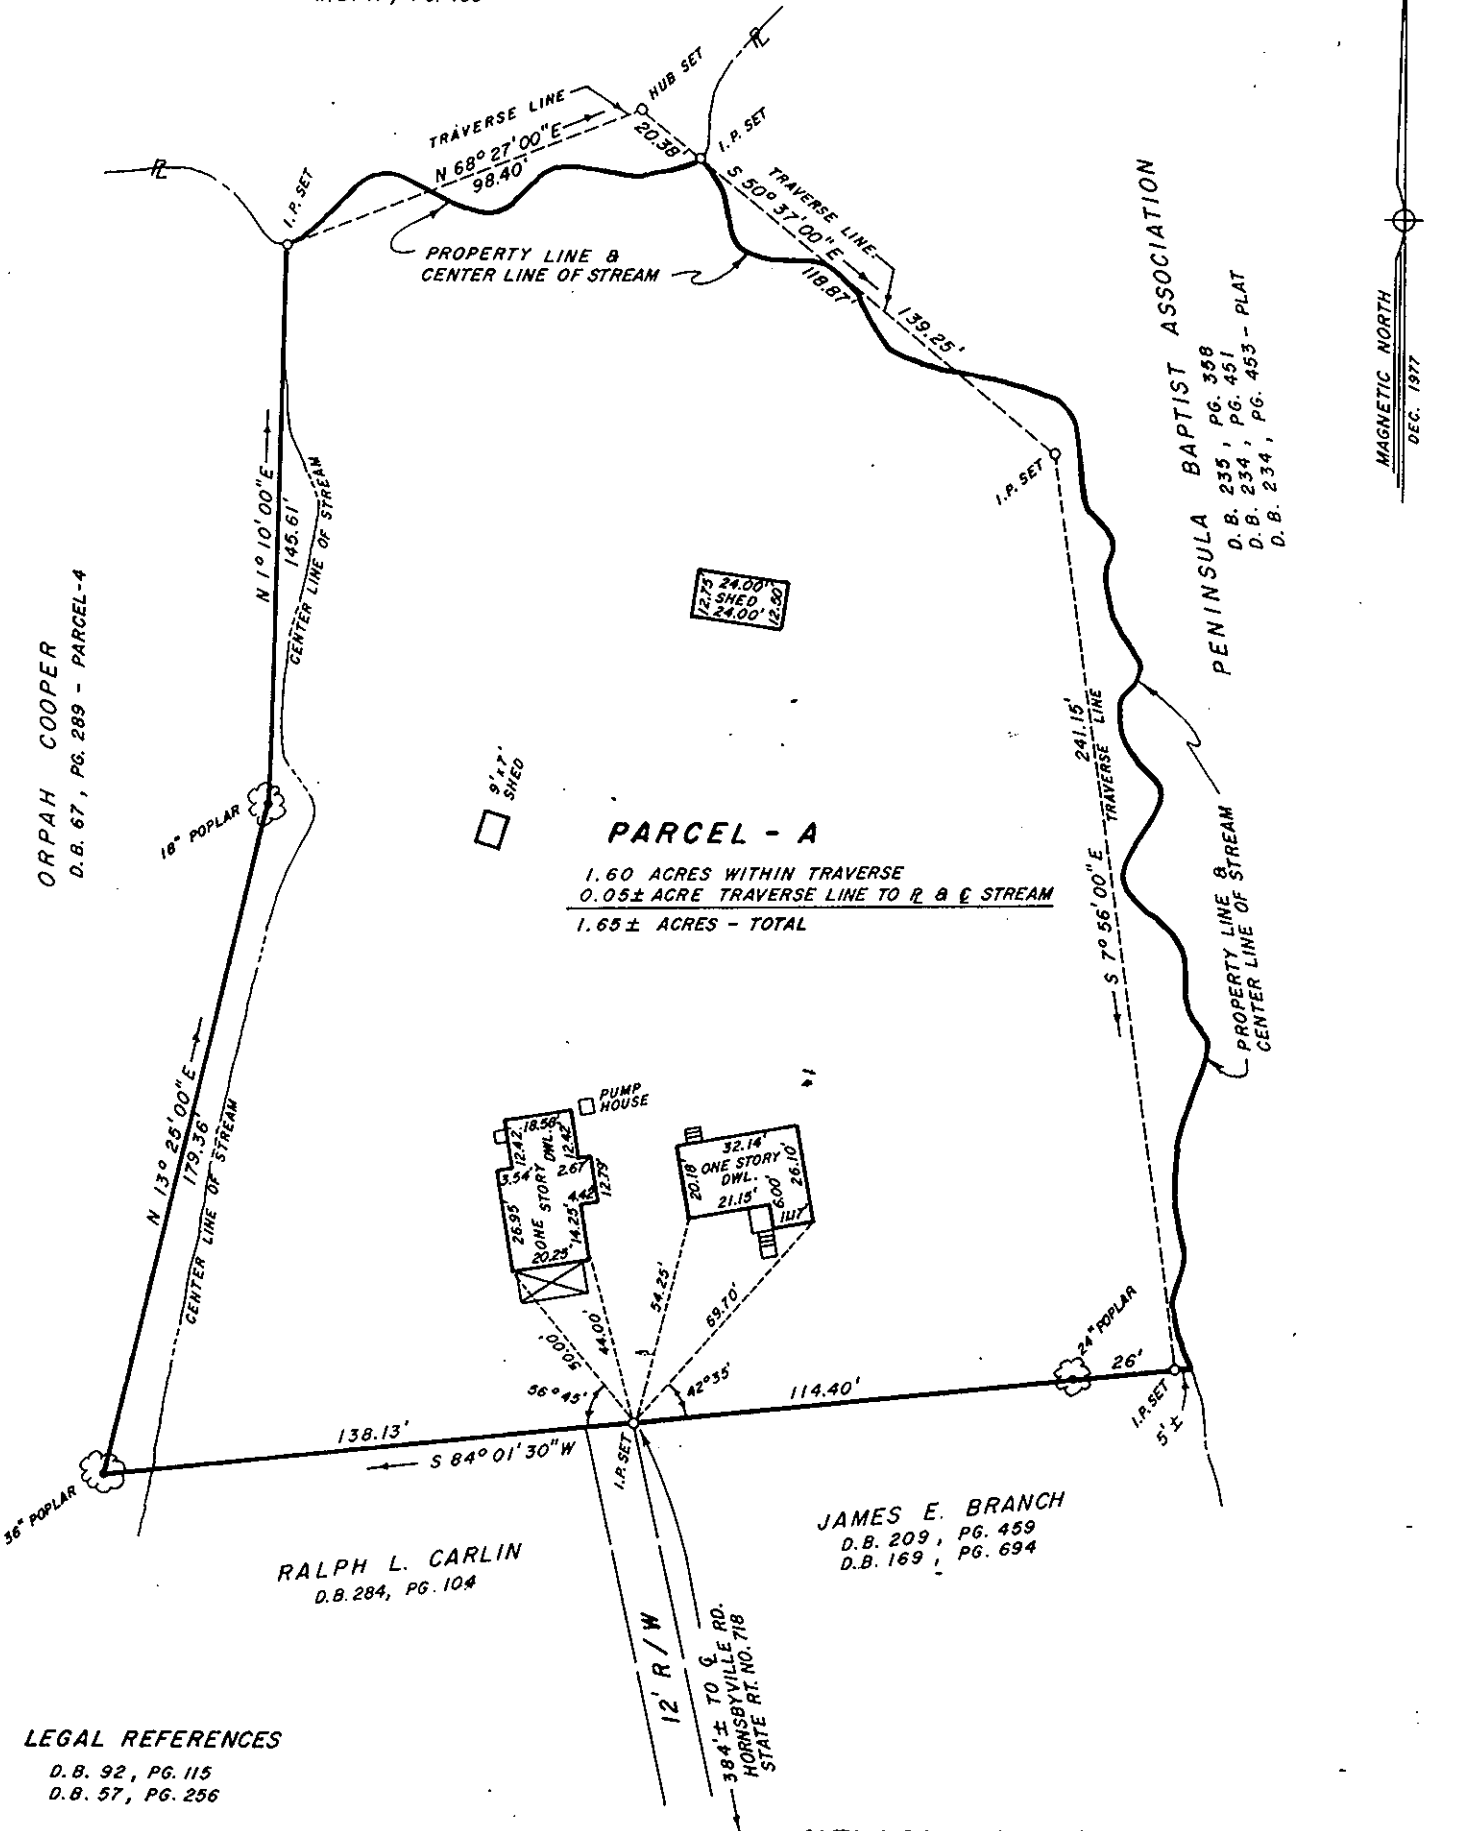 HUB SET
TRAVERSE LINE
N 68° 27' 00" E
98.40'
20.38'
I.P. SET
I.P. SET
TRAVERSE LINE
S 50° 37' 00" E
118.87'
139.25'
PROPERTY LINE &
CENTER LINE OF STREAM
I.P. SET
PENINSULA BAPTIST ASSOCIATION
D.B. 235, PG. 358
D.B. 234, PG. 451
D.B. 234, PG. 453 - PLAT
MAGNETIC NORTH
DEC. 1977
N 1° 10' 00" E
145.61'
CENTER LINE OF STREAM
ORPAH COOPER
D.B. 67, PG. 289 - PARCEL-4
12.75'
24.00'
SHED
24.00'
12.50'
9' x 7'
SHED
18" POPLAR
241.15'
TRAVERSE LINE
S 7° 56' 00" E
PROPERTY LINE &
CENTER LINE OF STREAM
PARCEL - A
1.60 ACRES WITHIN TRAVERSE
0.05± ACRE TRAVERSE LINE TO PL & CL STREAM
1.65± ACRES - TOTAL
N 13° 25' 00" E
179.36'
CENTER LINE OF STREAM
PUMP
HOUSE
18.58'
12.42'
12.42'
3.54'
2.67'
12.79'
4.42'
26.95'
14.25'
ONE STORY DWL.
20.25'
32.14'
20.18'
ONE STORY
DWL.
26.10'
21.15'
6.00'
11.17'
50.00'
44.00'
54.25'
69.70'
56° 45'
42° 35'
24" POPLAR
26'
114.40'
I.P. SET
5' ±
138.13'
S 84° 01' 30" W
I.P. SET
36" POPLAR
RALPH L. CARLIN
D.B. 284, PG. 104
JAMES E. BRANCH
D.B. 209, PG. 459
D.B. 169, PG. 694
12' R/W
384' ± TO CL
HORNSBYVILLE RD.
STATE RT. NO. 718
LEGAL REFERENCES
D.B. 92, PG. 115
D.B. 57, PG. 256